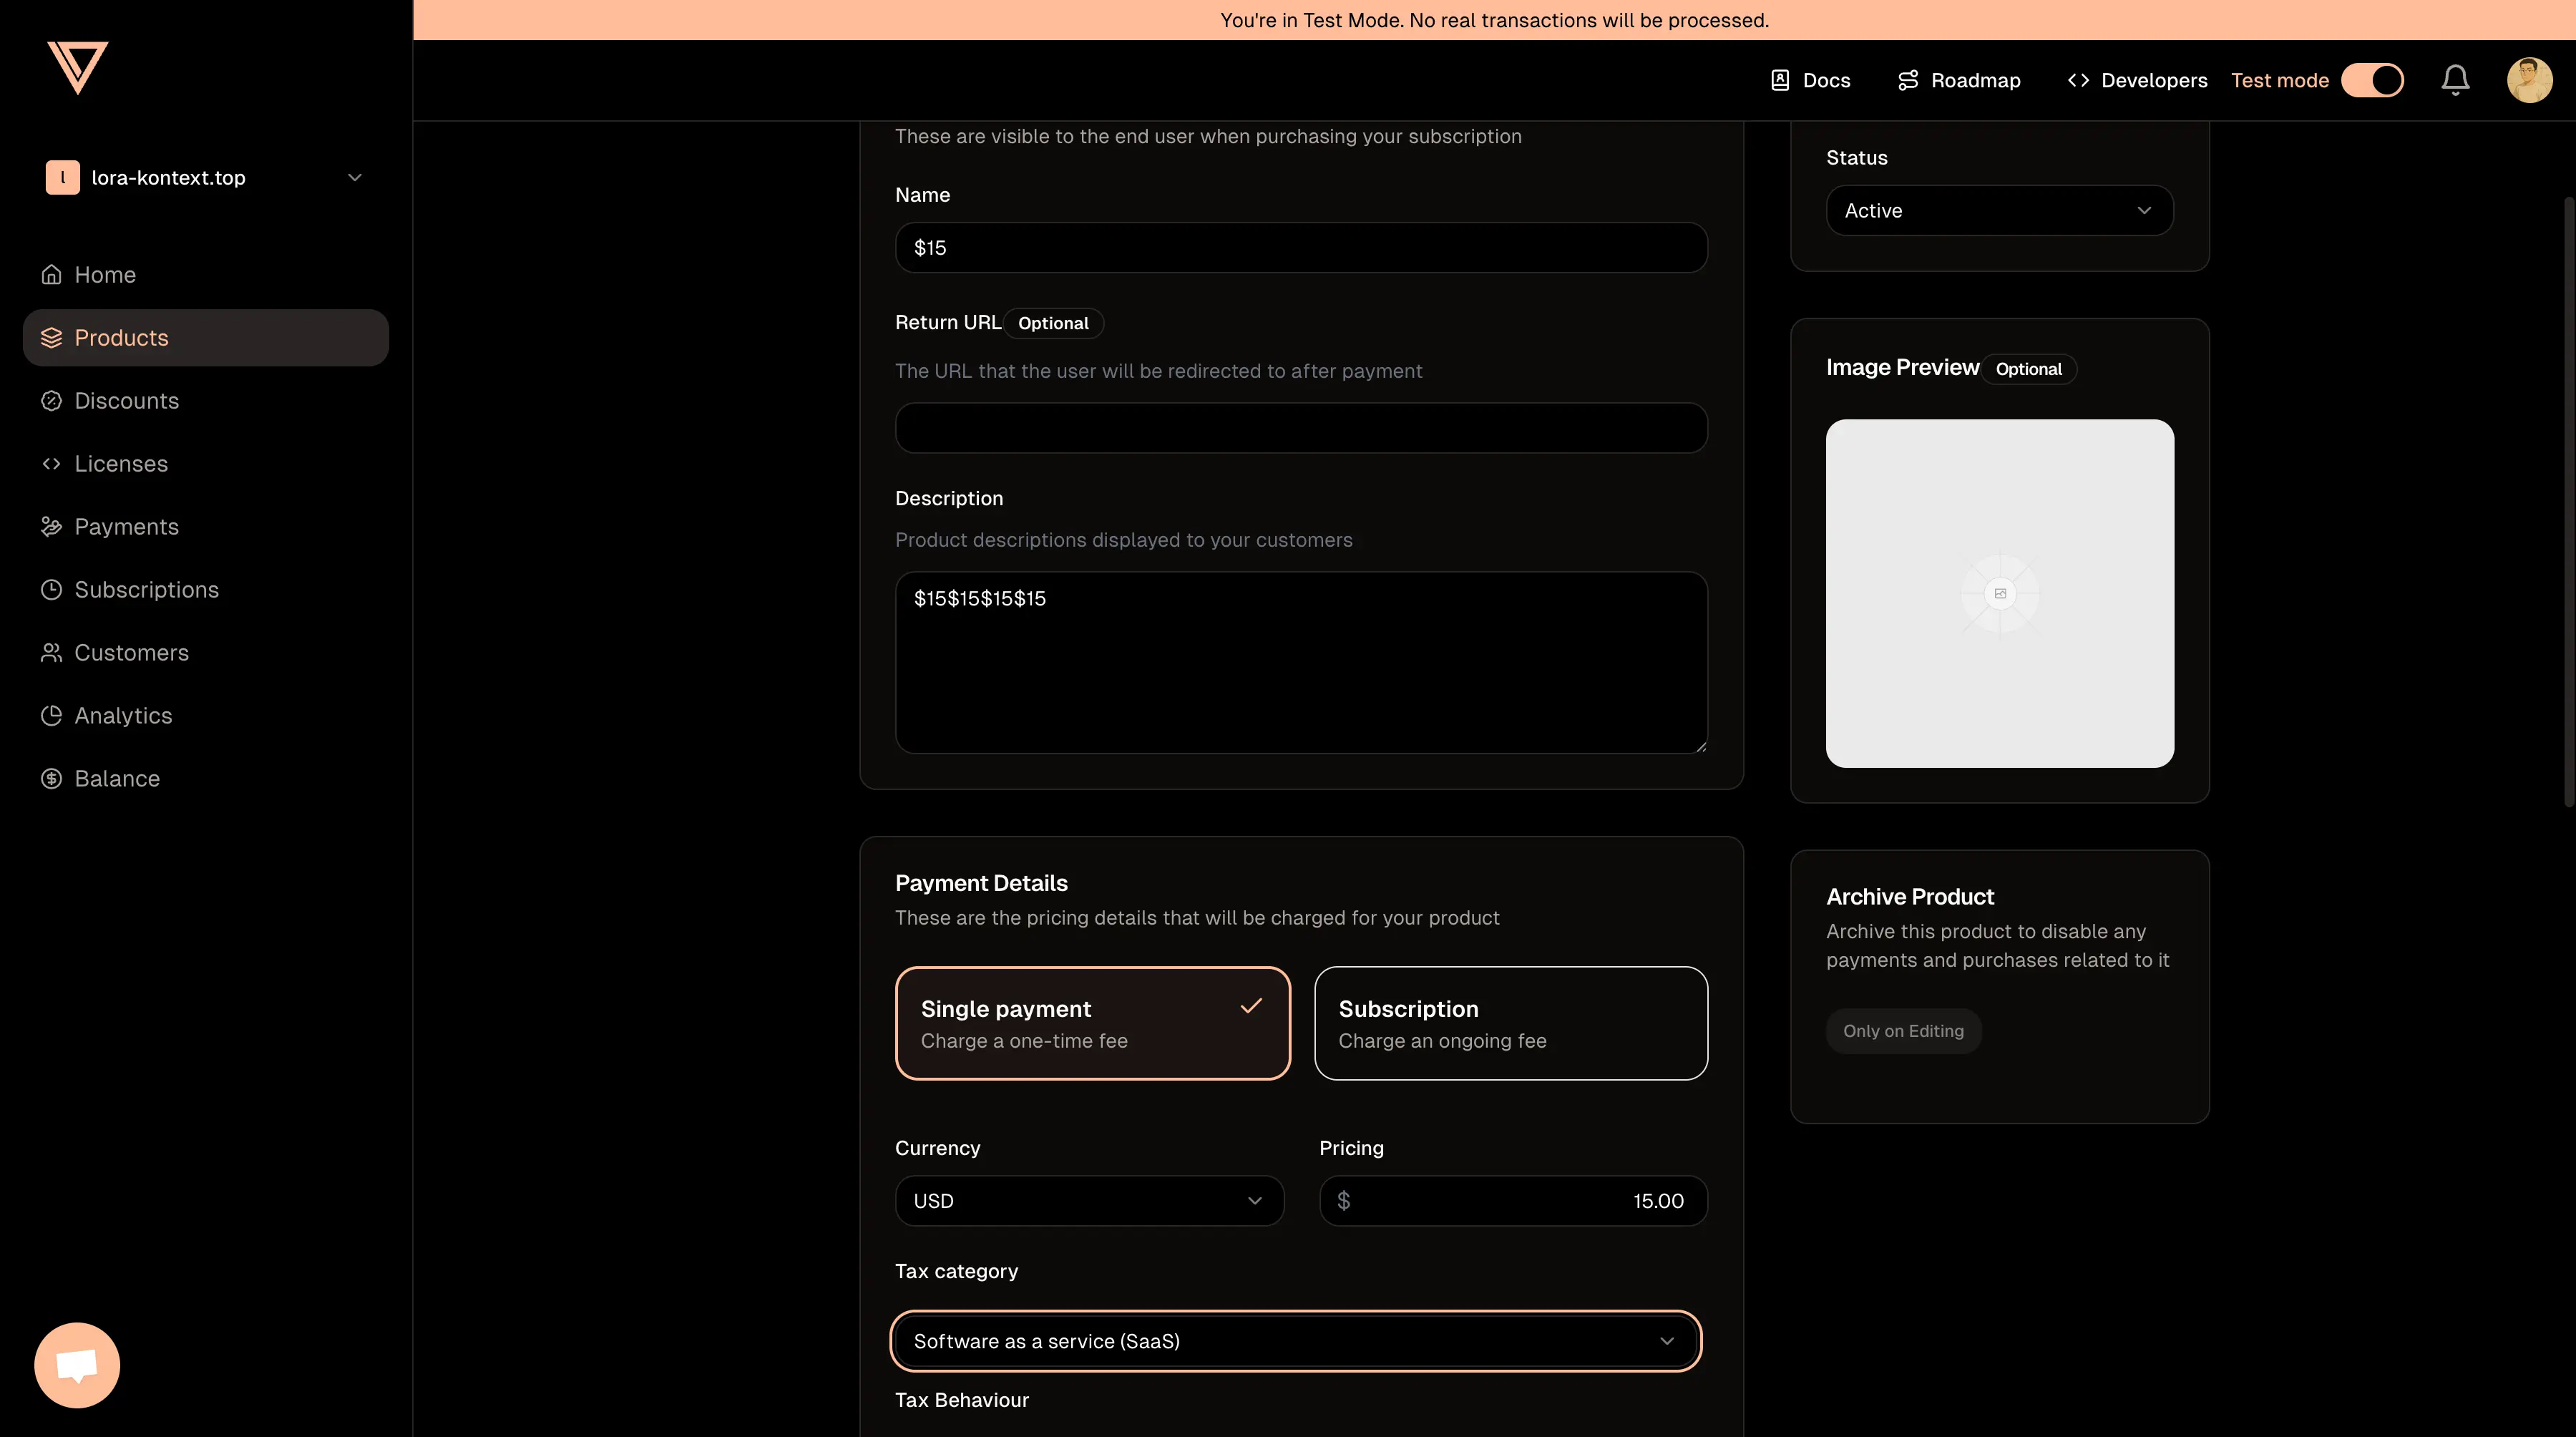 You're in Test Mode. No real transactions will be processed.
Docs
Roadmap
Developers
Test mode
l
lora-kontext.top
Home
Products
Discounts
Licenses
Payments
Subscriptions
Customers
Analytics
Balance
These are visible to the end user when purchasing your subscription
Name
$15
Return URL
Optional
The URL that the user will be redirected to after payment
Description
Product descriptions displayed to your customers
$15$15$15$15
Payment Details
These are the pricing details that will be charged for your product
Single payment
Charge a one-time fee
Subscription
Charge an ongoing fee
Currency
USD
Pricing
$ 15.00
Tax category
Software as a service (SaaS)
Tax Behaviour
Status
Active
Image Preview
Optional
Archive Product
Archive this product to disable any
payments and purchases related to it
Only on Editing